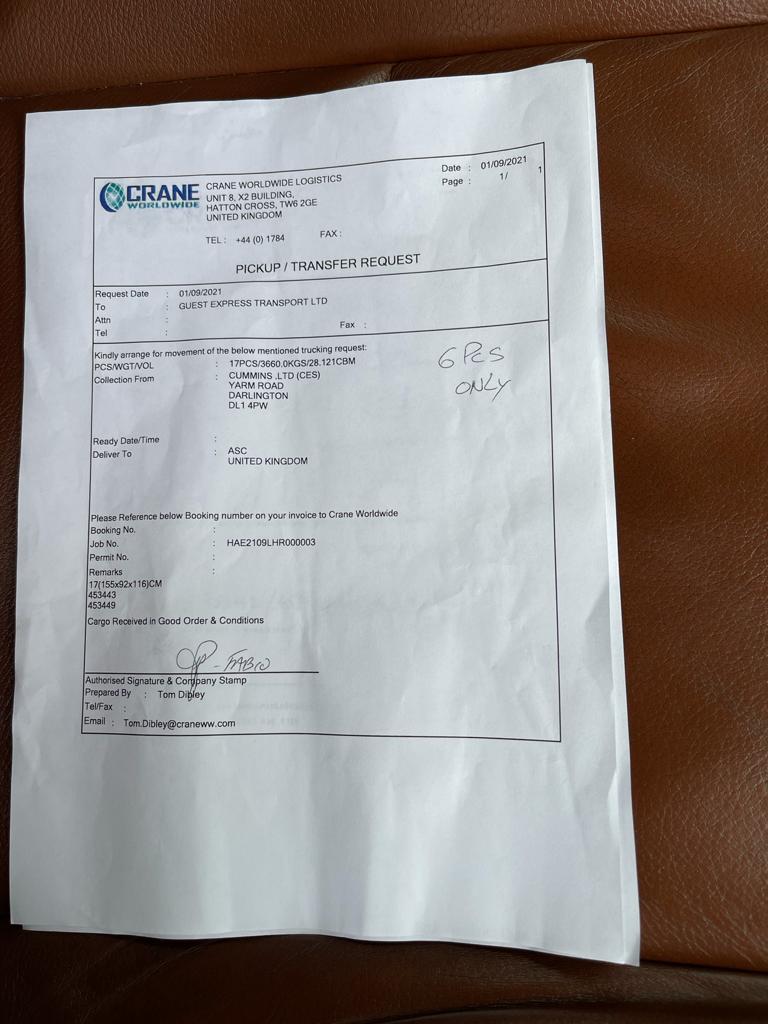 CRANE
WORLDWIDE
CRANE WORLDWIDE LOGISTICS
UNIT 8, X2 BUILDING,
HATTON CROSS, TW6 2GE
UNITED KINGDOM
TEL : +44 (0) 1784 FAX :
Date : 01/09/2021
Page : 1/ 1
PICKUP / TRANSFER REQUEST
Request Date : 01/09/2021
To : GUEST EXPRESS TRANSPORT LTD
Attn :
Tel : Fax :
Kindly arrange for movement of the below mentioned trucking request:
PCS/WGT/VOL : 17PCS/3660.0KGS/28.121CBM
Collection From : CUMMINS ,LTD (CES)
YARM ROAD
DARLINGTON
DL1 4PW
6 PCS
ONLY
Ready Date/Time :
Deliver To : ASC
UNITED KINGDOM
Please Reference below Booking number on your invoice to Crane Worldwide
Booking No. :
Job No. : HAE2109LHR000003
Permit No. :
Remarks :
17(155x92x116)CM
453443
453449
Cargo Received in Good Order & Conditions
- FABIO
Authorised Signature & Company Stamp
Prepared By : Tom Dibley
Tel/Fax :
Email : Tom.Dibley@craneww.com